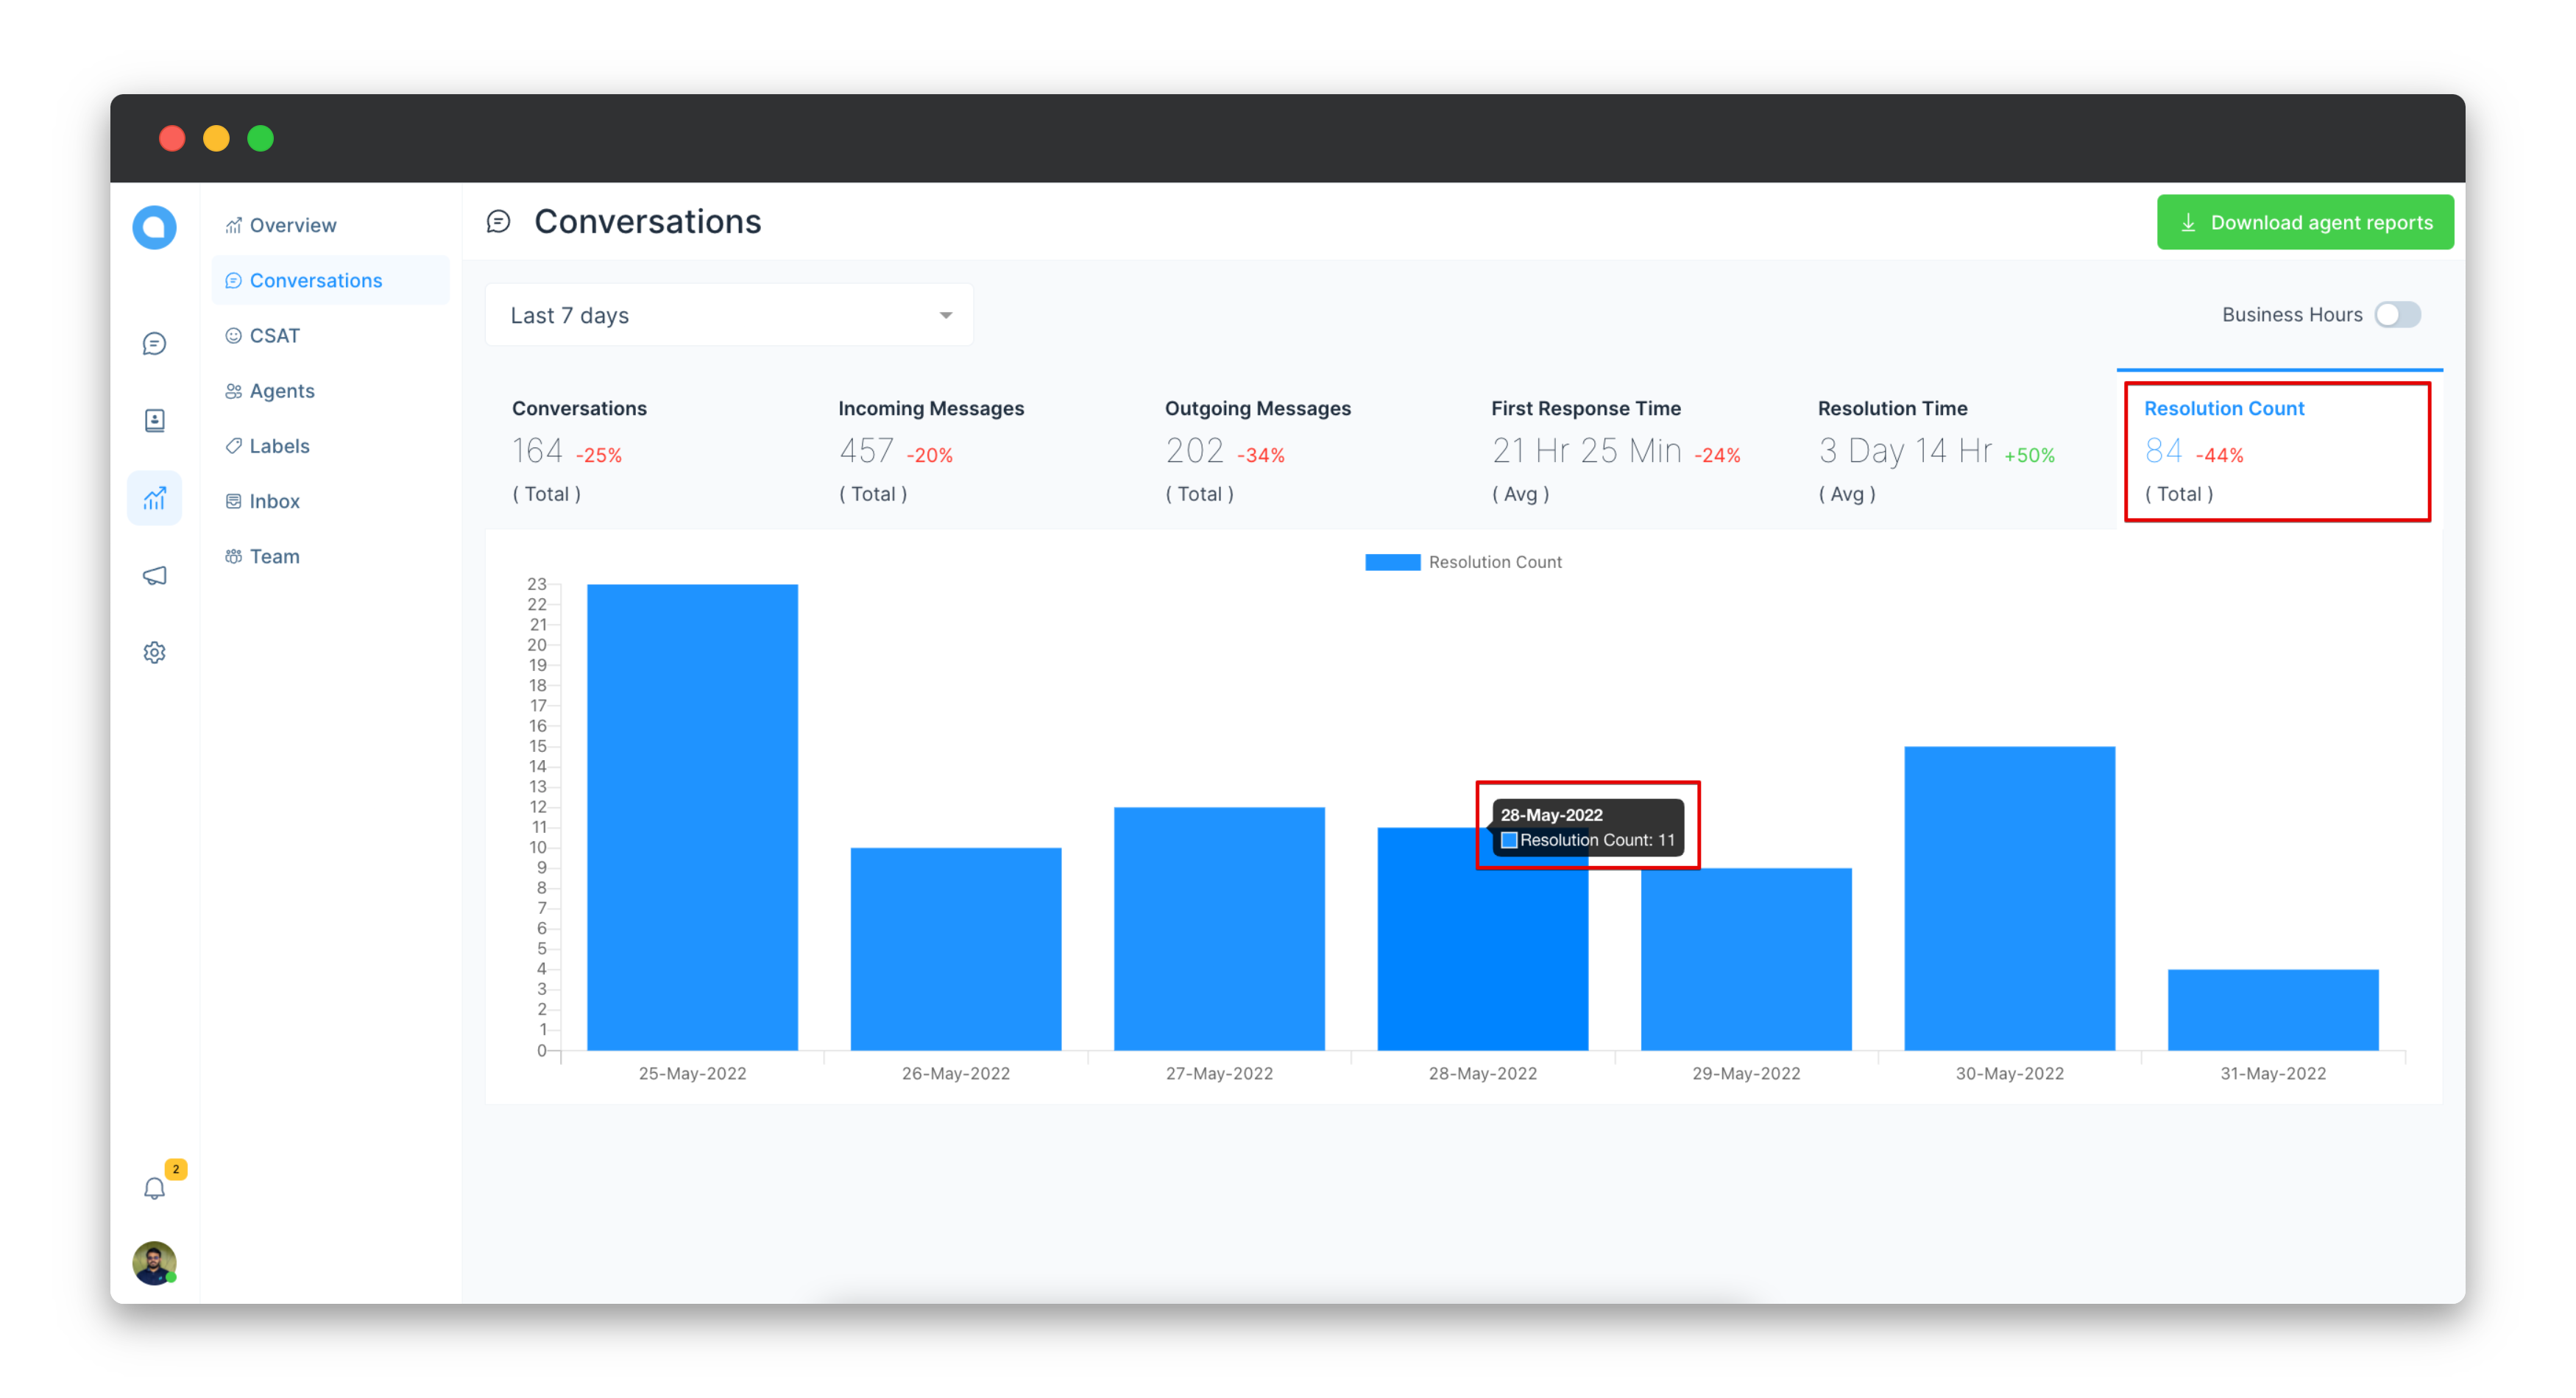 Overview
Conversations
CSAT
Agents
Labels
Inbox
Team
2
Conversations
Download agent reports
Last 7 days
Business Hours
Conversations
164 -25%
( Total )
Incoming Messages
457 -20%
( Total )
Outgoing Messages
202 -34%
( Total )
First Response Time
21 Hr 25 Min -24%
( Avg )
Resolution Time
3 Day 14 Hr +50%
( Avg )
Resolution Count
84 -44%
( Total )
Resolution Count
23
22
21
20
19
18
17
16
15
14
13
12
11
10
9
8
7
6
5
4
3
2
1
0
28-May-2022
Resolution Count: 11
25-May-2022
26-May-2022
27-May-2022
28-May-2022
29-May-2022
30-May-2022
31-May-2022